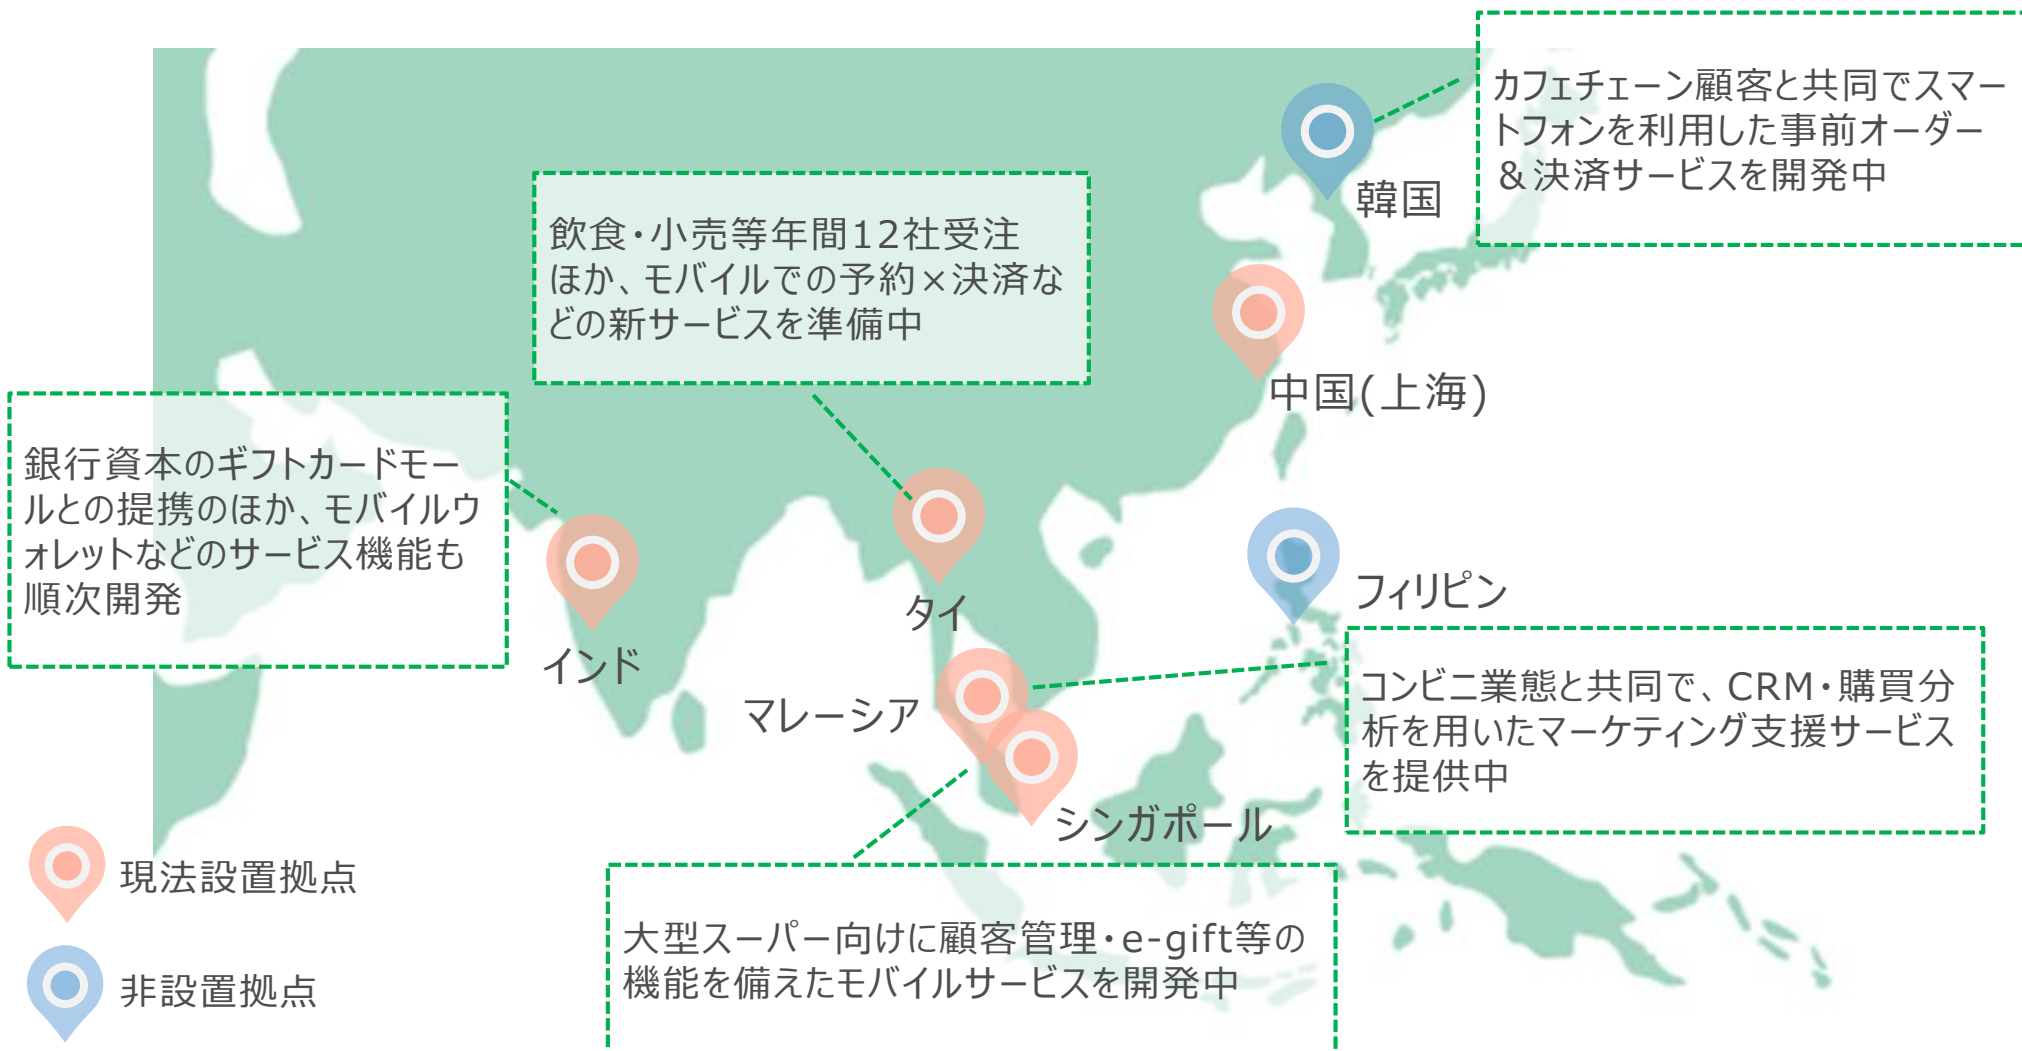 カフェチェーン顧客と共同でスマー
トフォンを利用した事前オーダー
＆決済サービスを開発中
韓国
飲食・小売等年間12社受注
ほか、モバイルでの予約×決済な
どの新サービスを準備中
中国(上海)
銀行資本のギフトカードモー
ルとの提携のほか、モバイルウ
ォレットなどのサービス機能も
順次開発
インド
タイ
フィリピン
マレーシア
コンビニ業態と共同で、CRM・購買分
析を用いたマーケティング支援サービス
を提供中
シンガポール
現法設置拠点
非設置拠点
大型スーパー向けに顧客管理・e-gift等の
機能を備えたモバイルサービスを開発中